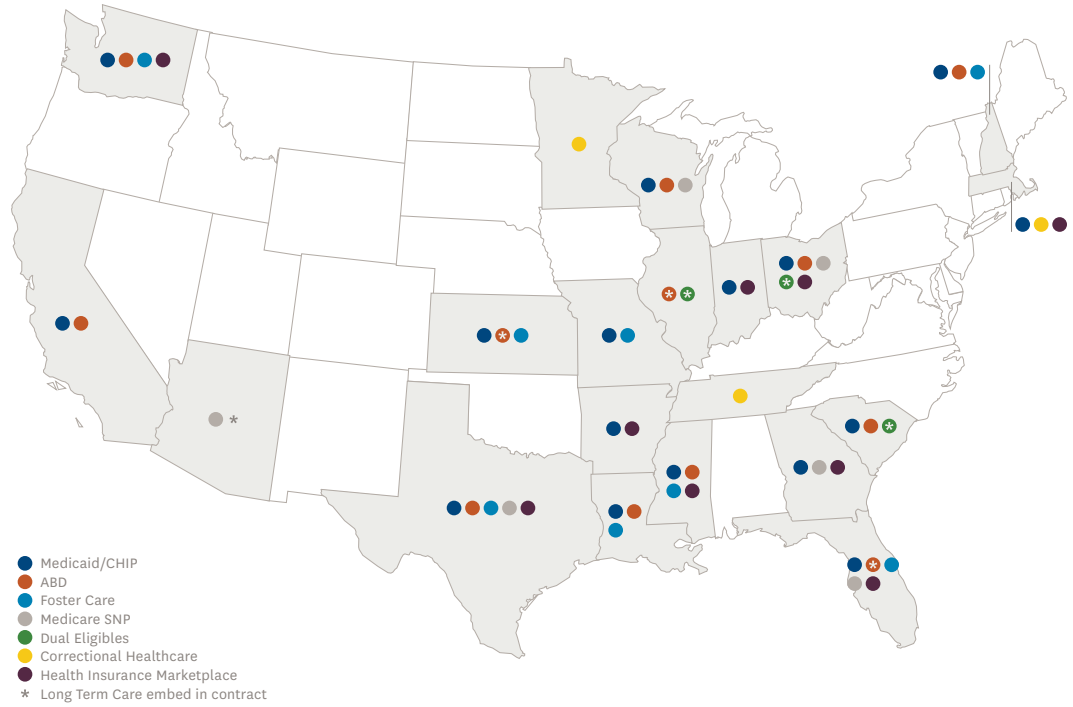 Medicaid/CHIP
ABD
Foster Care
Medicare SNP
Dual Eligibles
Correctional Healthcare
Health Insurance Marketplace
* Long Term Care embed in contract